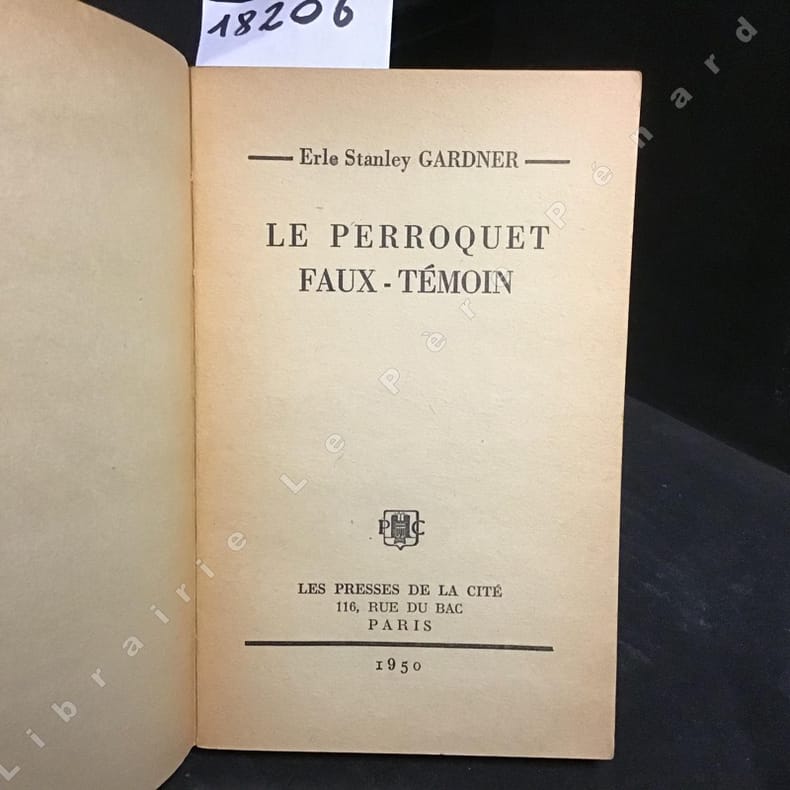 18206
Erle Stanley GARDNER
LE PERROQUET
FAUX - TÉMOIN
P C
LES PRESSES DE LA CITÉ
116, RUE DU BAC
PARIS
1950
Librairie Le Père Pénard